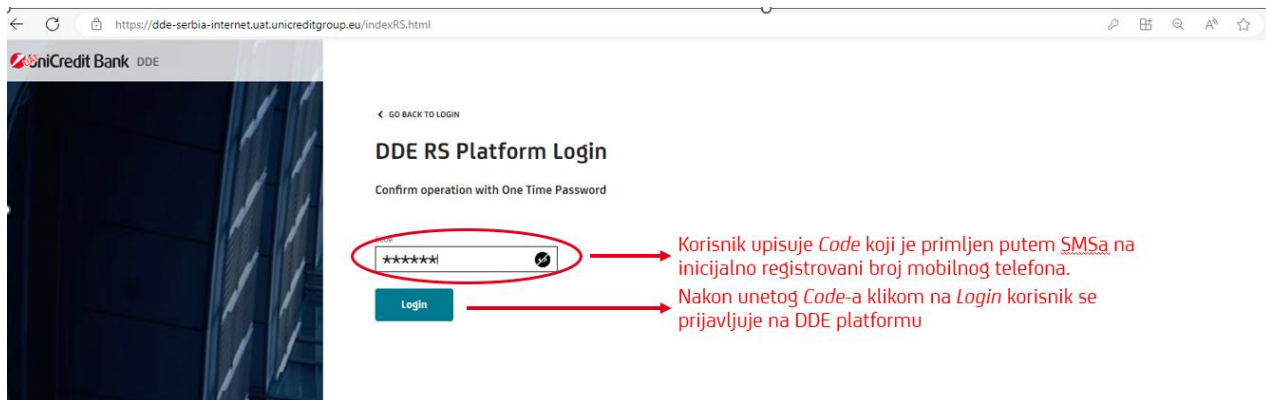 https://dde-serbia-internet.uat.unicreditgroup.eu/indexRS.html
UniCredit Bank DDE
GO BACK TO LOGIN
DDE RS Platform Login
Confirm operation with One Time Password
Code
******
Korisnik upisuje Code koji je primljen putem SMSa na
inicijalno registrovani broj mobilnog telefona.
Login
Nakon unetog Code-a klikom na Login korisnik se
prijavljuje na DDE platformu